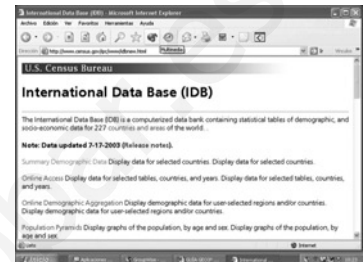 International Data Base (IDB) - Microsoft Internet Explorer
Archivo Edición Ver Favoritos Herramientas Ayuda
Dirección http://www.census.gov/ipc/www/idbnew.html
Multimedia
U.S. Census Bureau
International Data Base (IDB)
The International Data Base (IDB) is a computerized data bank containing statistical tables of demographic, and
socio-economic data for 227 countries and areas of the world.
Note: Data updated 7-17-2003 (Release notes).
Summary Demographic Data Display data for selected countries. Display data for selected countries.
Online Access Display data for selected tables, countries, and years. Display data for selected tables, countries,
and years.
Online Demographic Aggregation Display demographic data for user-selected regions and/or countries.
Display demographic data for user-selected regions and/or countries.
Population Pyramids Display graphs of the population, by age and sex. Display graphs of the population, by
age and sex.
Listo
Internet